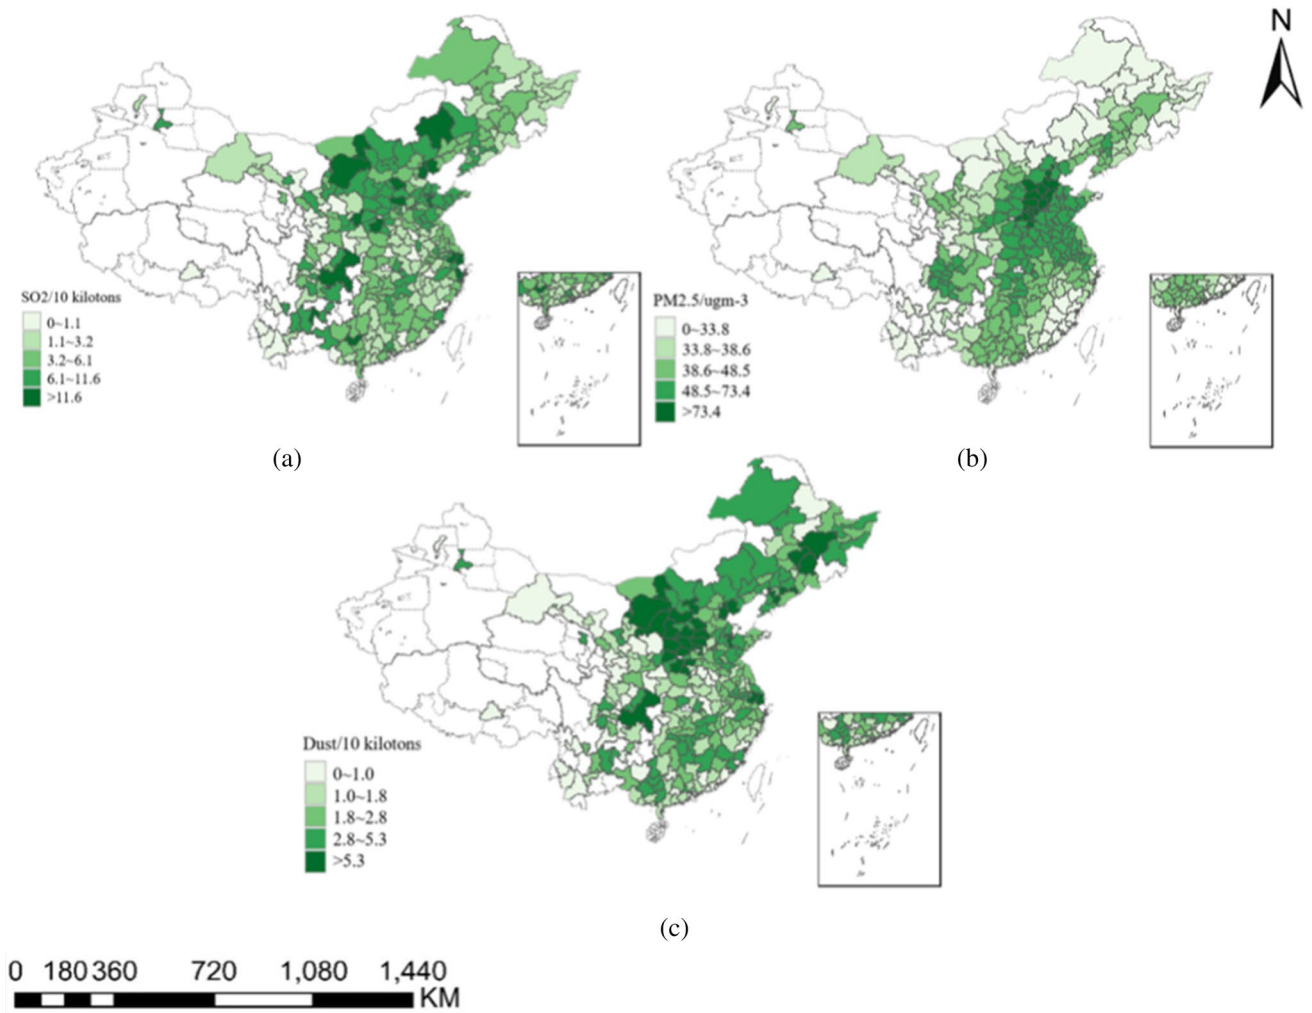 N
SO2/10 kilotons
0~1.1
1.1~3.2
3.2~6.1
6.1~11.6
>11.6
(a)
PM2.5/ugm-3
0~33.8
33.8~38.6
38.6~48.5
48.5~73.4
>73.4
(b)
Dust/10 kilotons
0~1.0
1.0~1.8
1.8~2.8
2.8~5.3
>5.3
(c)
0 180 360 720 1,080 1,440
KM